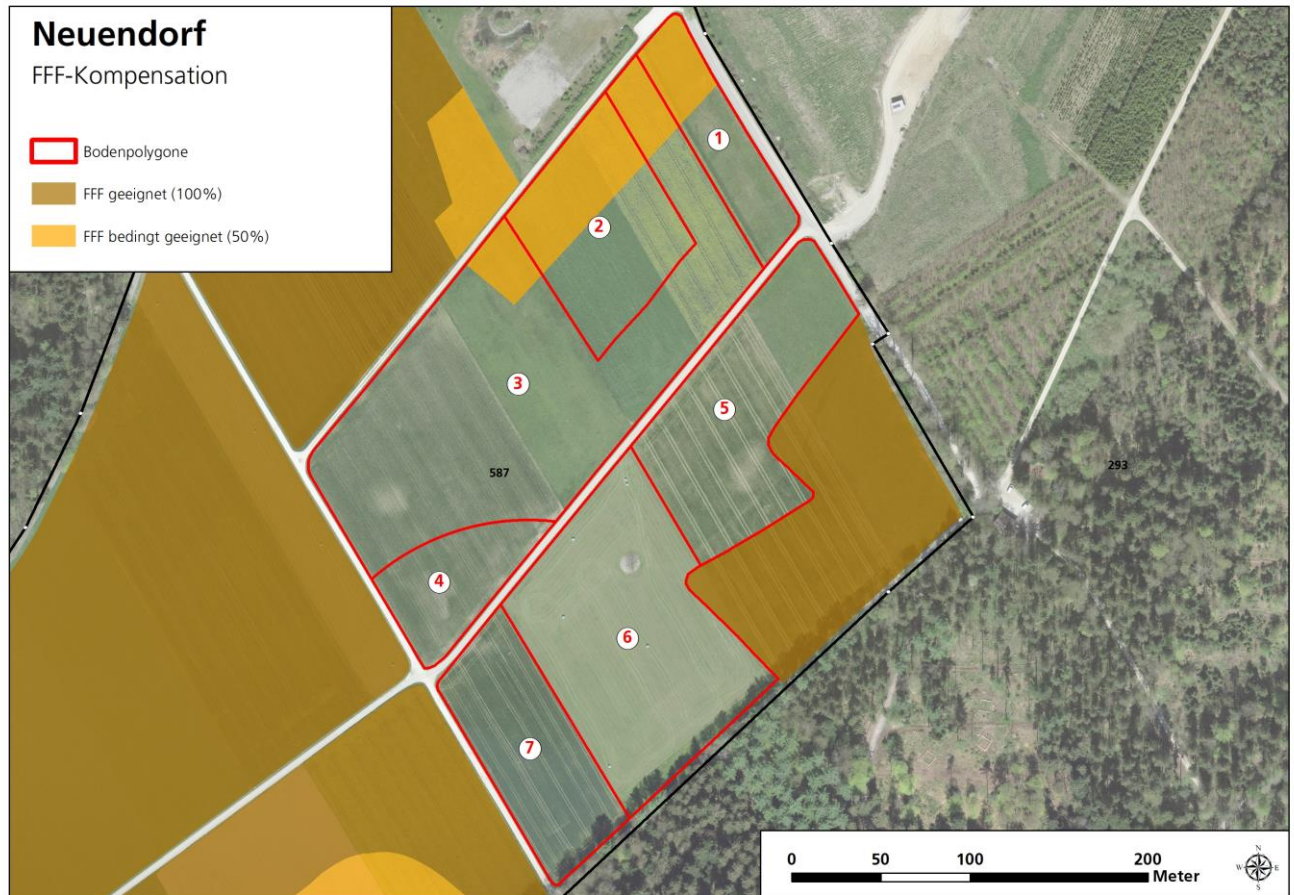 Neuendorf
FFF-Kompensation
Bodenpolygone
FFF geeignet (100%)
FFF bedingt geeignet (50%)
1
2
3
4
5
6
7
587
293
0 50 100 200
Meter
N
W E
S